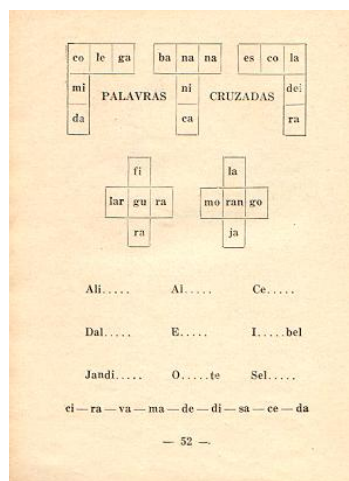 co le ga ba na na es co la
mi PALAVRAS ni CRUZADAS dei
da ca ra
fi la
lar gu ra mo ran go
ra ja
Ali..... Al..... Ce.....
Dal..... E..... I.....bel
Jandi..... O.....te Sel.....
ci — ra — va — ma — de — di — sa — ce — da
— 52 —